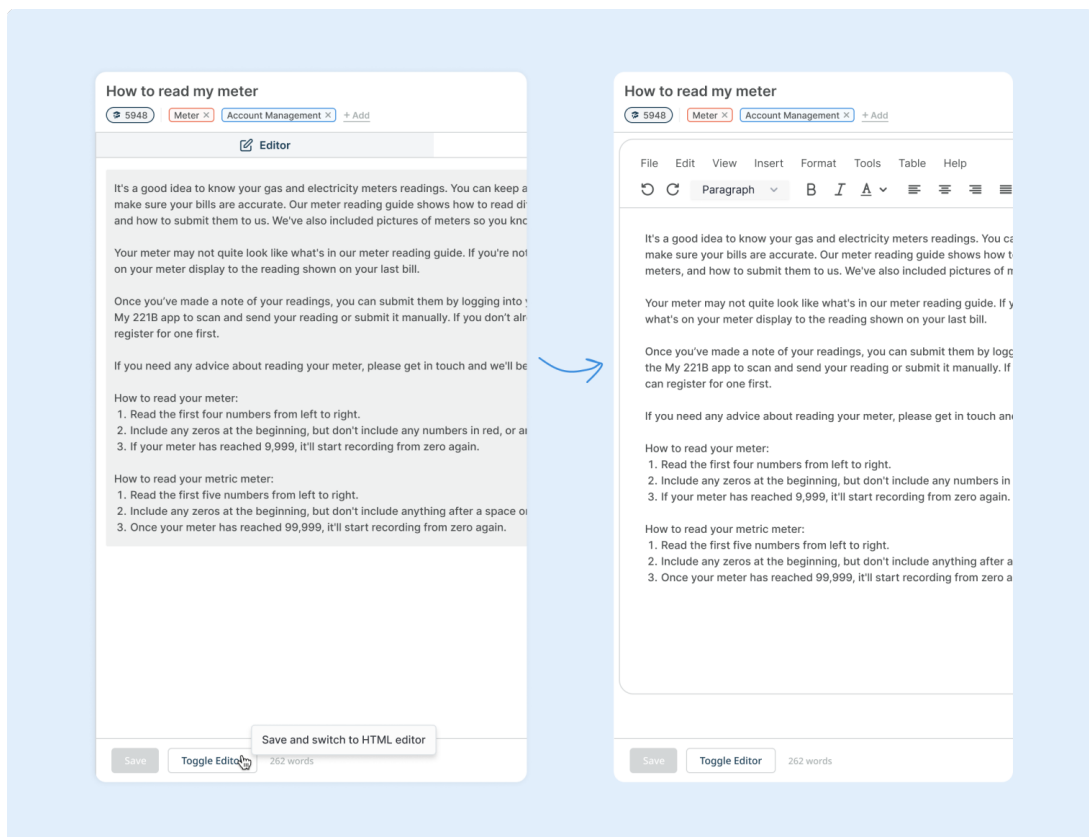 How to read my meter
5948 Meter × Account Management × + Add
Editor
It's a good idea to know your gas and electricity meters readings. You can keep a
make sure your bills are accurate. Our meter reading guide shows how to read
and how to submit them to us. We've also included pictures of meters so you
Your meter may not quite look like what's in our meter reading guide. If you're not
on your meter display to the reading shown on your last bill.
Once you've made a note of your readings, you can submit them by logging into
My 221B app to scan and send your reading or submit it manually. If you don't
register for one first.
If you need any advice about reading your meter, please get in touch and we'll be
How to read your meter:
1. Read the first four numbers from left to right.
2. Include any zeros at the beginning, but don't include any numbers in red, or
3. If your meter has reached 9,999, it'll start recording from zero again.
How to read your metric meter:
1. Read the first five numbers from left to right.
2. Include any zeros at the beginning, but don't include anything after a space
3. Once your meter has reached 99,999, it'll start recording from zero again.
Save and switch to HTML editor
Save Toggle Editor 262 words
How to read my meter
5948 Meter × Account Management × + Add
File Edit View Insert Format Tools Table Help
Paragraph B I A
It's a good idea to know your gas and electricity meters readings. You
make sure your bills are accurate. Our meter reading guide shows how
meters, and how to submit them to us. We've also included pictures of
Your meter may not quite look like what's in our meter reading guide. If
what's on your meter display to the reading shown on your last bill.
Once you've made a note of your readings, you can submit them by
the My 221B app to scan and send your reading or submit it manually. If
can register for one first.
If you need any advice about reading your meter, please get in touch
How to read your meter:
1. Read the first four numbers from left to right.
2. Include any zeros at the beginning, but don't include any numbers in
3. If your meter has reached 9,999, it'll start recording from zero again.
How to read your metric meter:
1. Read the first five numbers from left to right.
2. Include any zeros at the beginning, but don't include anything after a
3. Once your meter has reached 99,999, it'll start recording from zero a
Save Toggle Editor 262 words